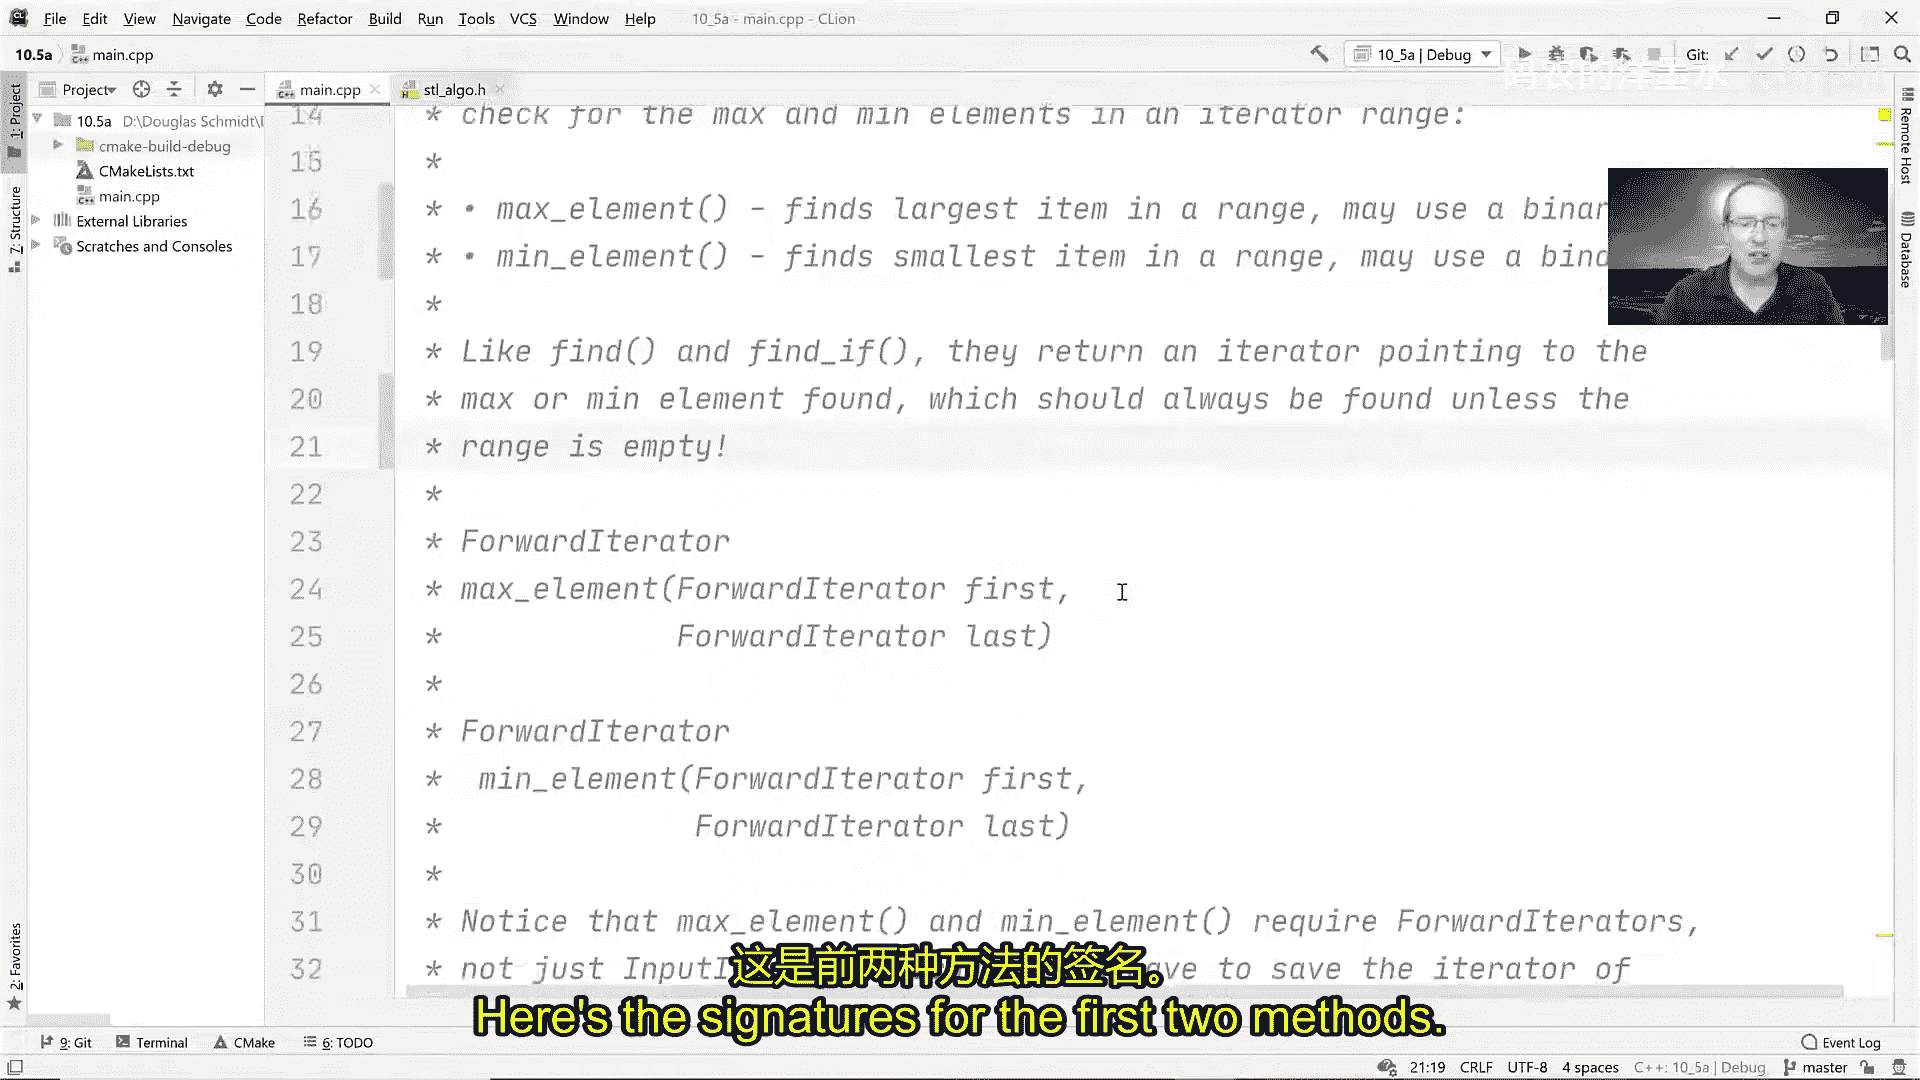 File Edit View Navigate Code Refactor Build Run Tools VCS Window Help 10_5a - main.cpp - CLion
10.5a main.cpp 10_5a | Debug Git:
Project main.cpp stl_algo.h
1: Project
7: Structure
2: Favorites
10.5a D:\Douglas Schmidt\
cmake-build-debug
CMakeLists.txt
main.cpp
External Libraries
Scratches and Consoles
14 * check for the max and min elements in an iterator range:
15 *
16 * • max_element() - finds largest item in a range, may use a binar
17 * • min_element() - finds smallest item in a range, may use a bina
18 *
19 * Like find() and find_if(), they return an iterator pointing to the
20 * max or min element found, which should always be found unless the
21 * range is empty!
22 *
23 * ForwardIterator
24 * max_element(ForwardIterator first,
25 * ForwardIterator last)
26 *
27 * ForwardIterator
28 * min_element(ForwardIterator first,
29 * ForwardIterator last)
30 *
31 * Notice that max_element() and min_element() require ForwardIterators,
32 * not just to save the iterator of
这是前两种方法的签名。
Here's the signatures for the first two methods.
Remote Host
Database
9: Git Terminal CMake 6: TODO Event Log
21:19 CRLF UTF-8 4 spaces C++: 10_5a | Debug master